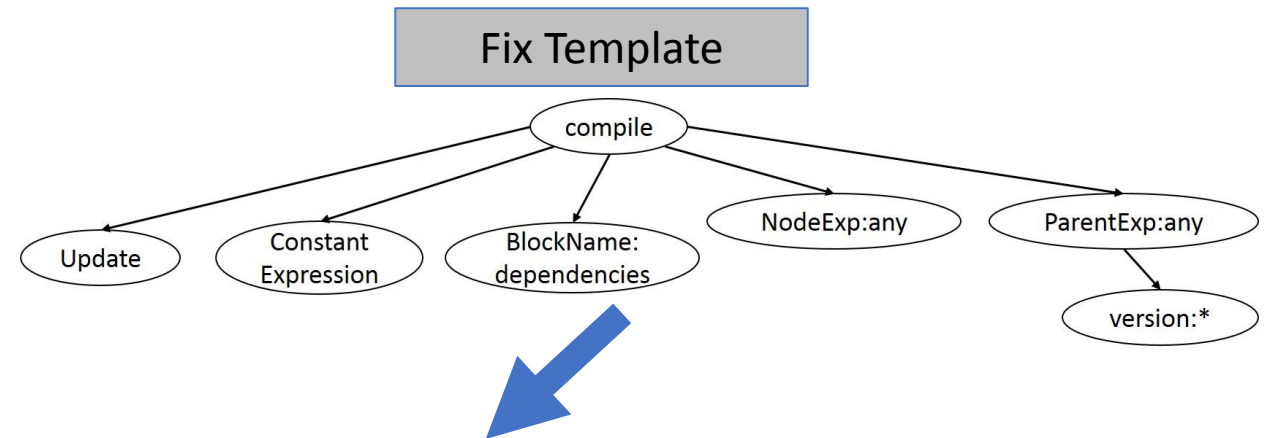 Fix Template
compile
Update
Constant
Expression
BlockName:
dependencies
NodeExp:any
ParentExp:any
version:*